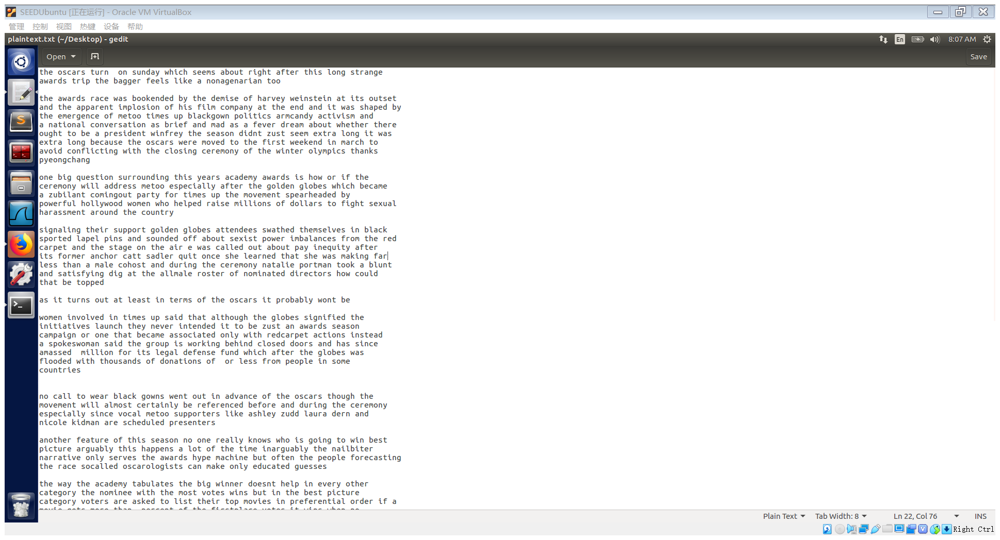 SEEDUbuntu [正在运行] - Oracle VM VirtualBox
管理 控制 视图 热键 设备 帮助
plaintext.txt (~/Desktop) - gedit
En
8:07 AM
Open
Save
the oscars turn  on sunday which seems about right after this long strange
awards trip the bagger feels like a nonagenarian too
the awards race was bookended by the demise of harvey weinstein at its outset
and the apparent implosion of his film company at the end and it was shaped by
the emergence of metoo times up blackgown politics armcandy activism and
a national conversation as brief and mad as a fever dream about whether there
ought to be a president winfrey the season didnt zust seem extra long it was
extra long because the oscars were moved to the first weekend in march to
avoid conflicting with the closing ceremony of the winter olympics thanks
pyeongchang
one big question surrounding this years academy awards is how or if the
ceremony will address metoo especially after the golden globes which became
a zubilant comingout party for times up the movement spearheaded by
powerful hollywood women who helped raise millions of dollars to fight sexual
harassment around the country
signaling their support golden globes attendees swathed themselves in black
sported lapel pins and sounded off about sexist power imbalances from the red
carpet and the stage on the air e was called out about pay inequity after
its former anchor catt sadler quit once she learned that she was making far
less than a male cohost and during the ceremony natalie portman took a blunt
and satisfying dig at the allmale roster of nominated directors how could
that be topped
as it turns out at least in terms of the oscars it probably wont be
women involved in times up said that although the globes signified the
initiatives launch they never intended it to be zust an awards season
campaign or one that became associated only with redcarpet actions instead
a spokeswoman said the group is working behind closed doors and has since
amassed  million for its legal defense fund which after the globes was
flooded with thousands of donations of  or less from people in some
countries
no call to wear black gowns went out in advance of the oscars though the
movement will almost certainly be referenced before and during the ceremony
especially since vocal metoo supporters like ashley zudd laura dern and
nicole kidman are scheduled presenters
another feature of this season no one really knows who is going to win best
picture arguably this happens a lot of the time inarguably the nailbiter
narrative only serves the awards hype machine but often the people forecasting
the race socalled oscarologists can make only educated guesses
the way the academy tabulates the big winner doesnt help in every other
category the nominee with the most votes wins but in the best picture
category voters are asked to list their top movies in preferential order if a
movie gets more than  percent of the firstplace votes it wins when no
Plain Text
Tab Width: 8
Ln 22, Col 76
INS
Right Ctrl